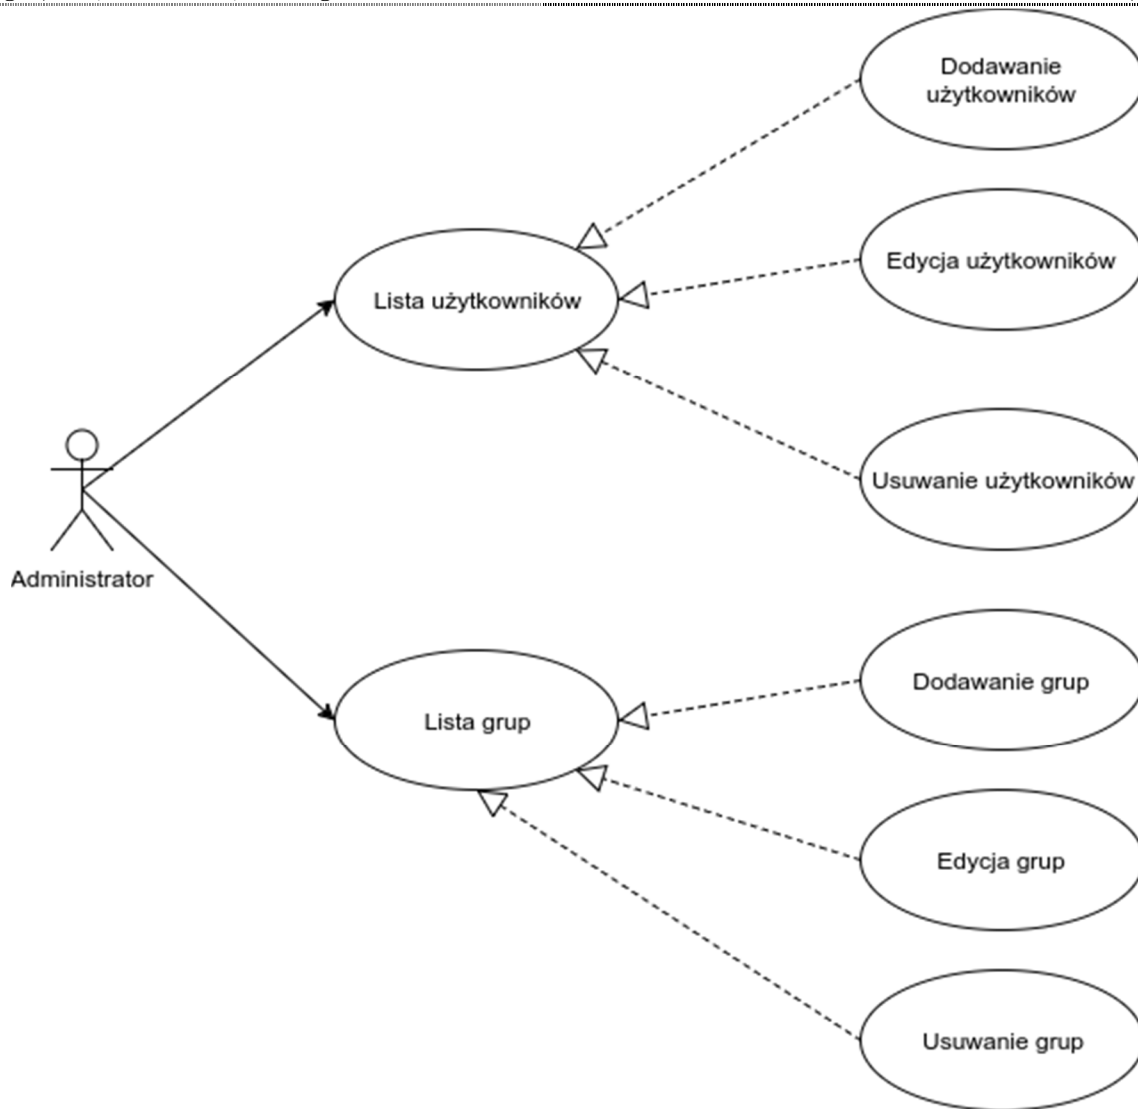 Dodawanie
użytkowników
Edycja użytkowników
Lista użytkowników
Usuwanie użytkowników
Administrator
Dodawanie grup
Lista grup
Edycja grup
Usuwanie grup